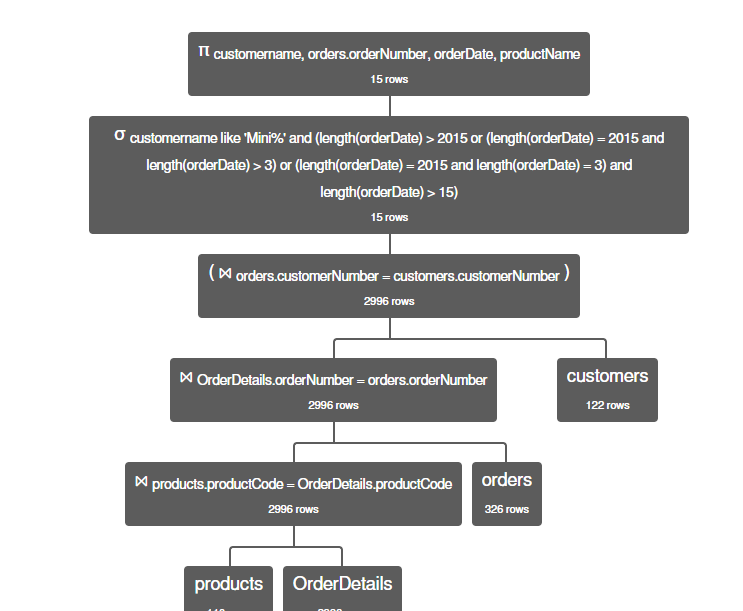 π customername, orders.orderNumber, orderDate, productName
15 rows
σ customername like 'Mini%' and (length(orderDate) > 2015 or (length(orderDate) = 2015 and
length(orderDate) > 3) or (length(orderDate) = 2015 and length(orderDate) = 3) and
length(orderDate) > 15)
15 rows
( ⋈ orders.customerNumber = customers.customerNumber )
2996 rows
⋈ OrderDetails.orderNumber = orders.orderNumber
2996 rows
customers
122 rows
⋈ products.productCode = OrderDetails.productCode
2996 rows
orders
326 rows
products
OrderDetails